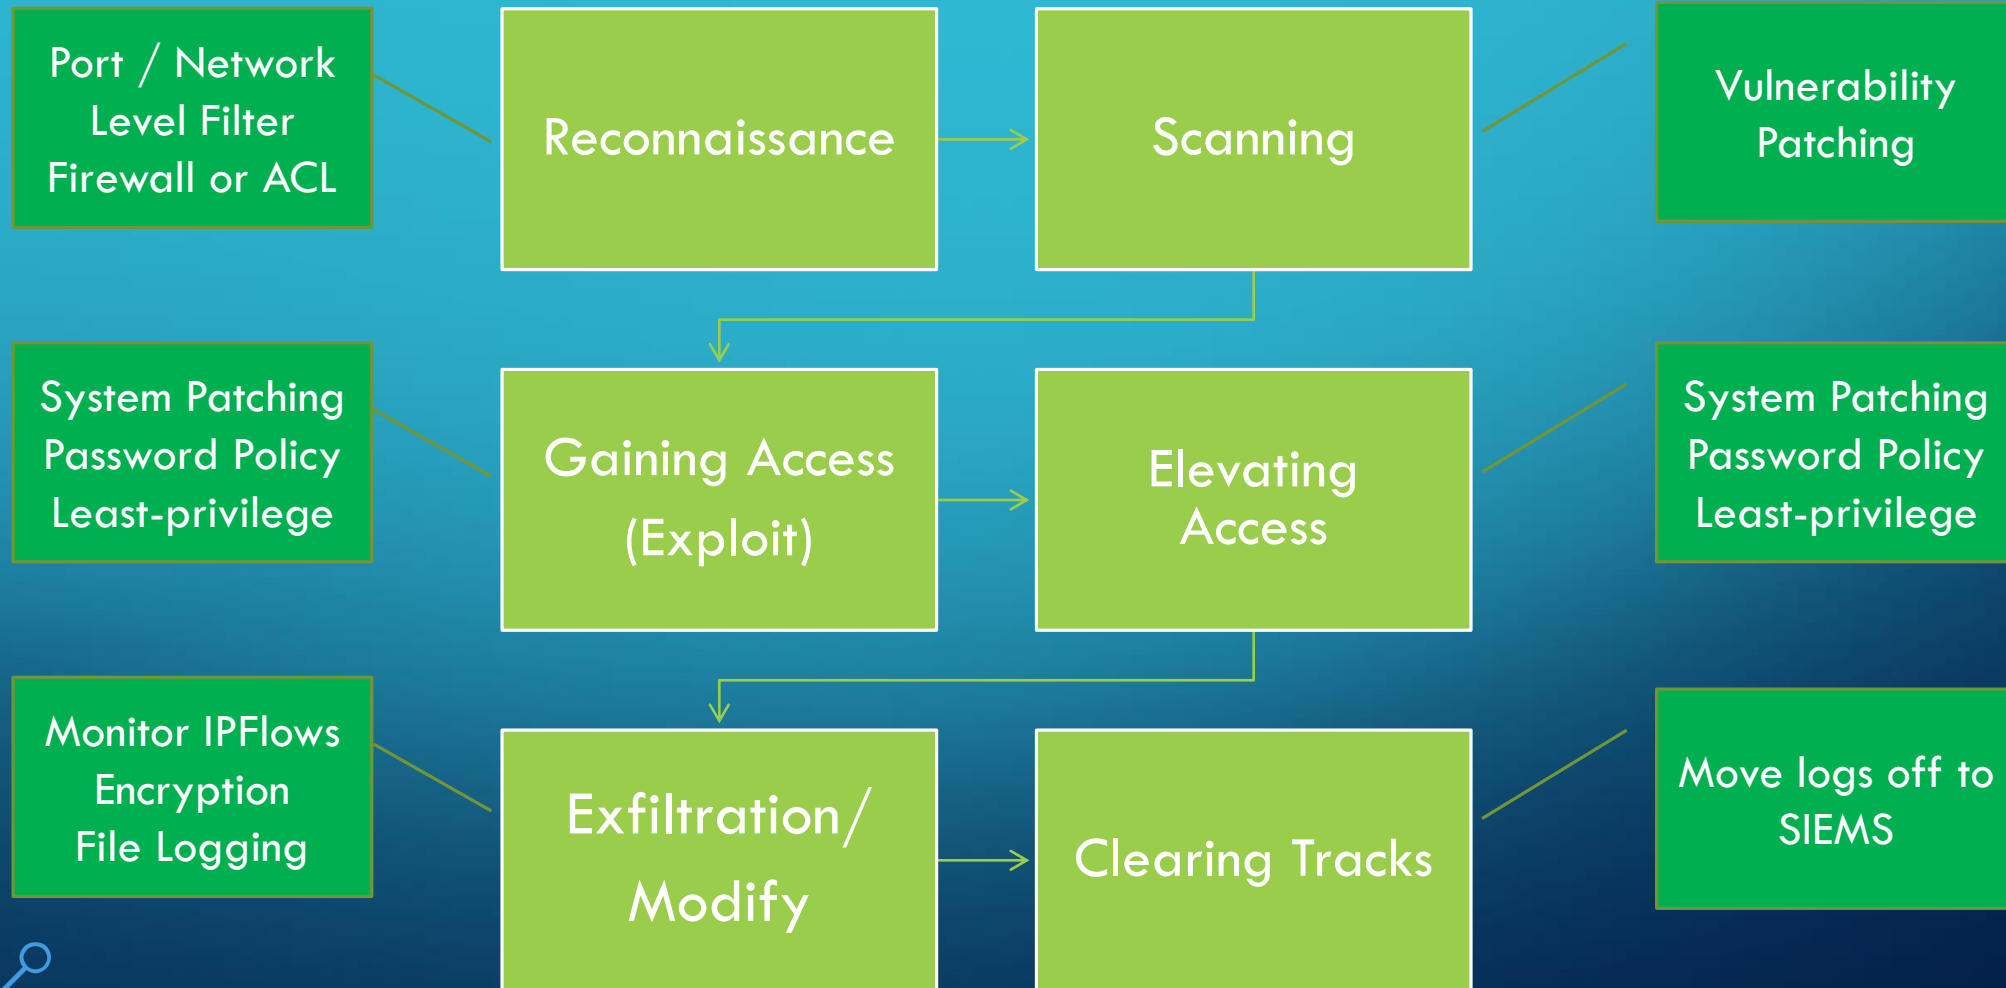 Port / Network
Level Filter
Firewall or ACL
Reconnaissance
Scanning
Vulnerability
Patching
System Patching
Password Policy
Least-privilege
Gaining Access
(Exploit)
Elevating
Access
System Patching
Password Policy
Least-privilege
Monitor IPFlows
Encryption
File Logging
Exfiltration/
Modify
Clearing Tracks
Move logs off to
SIEMS